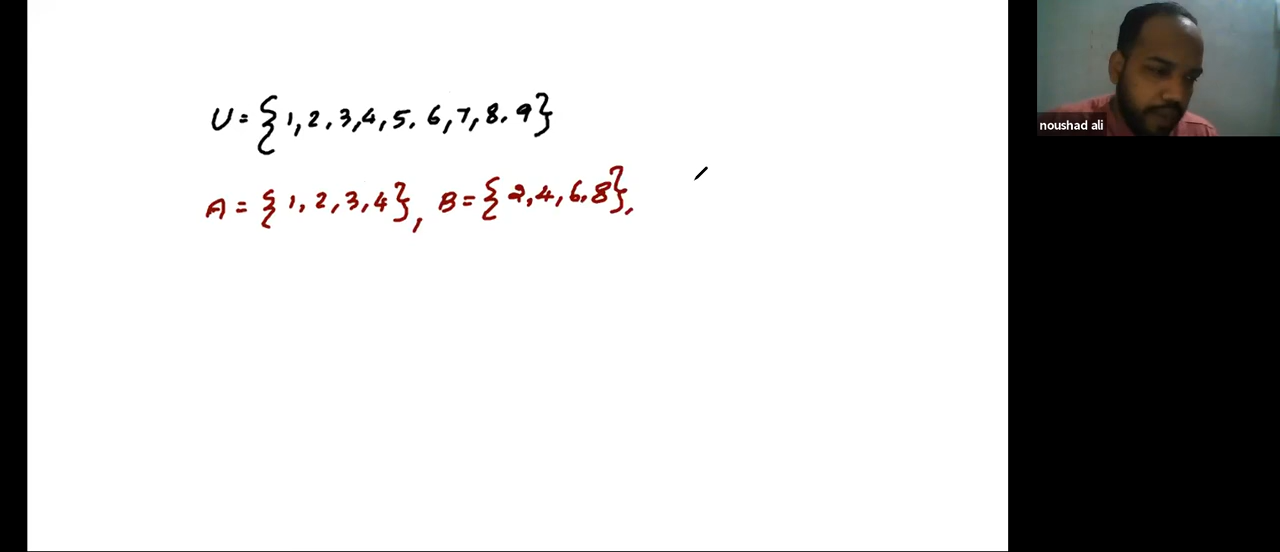 U = {1, 2, 3, 4, 5. 6, 7, 8. 9}
A = {1, 2, 3, 4}, B = {2, 4, 6, 8},
noushad ali